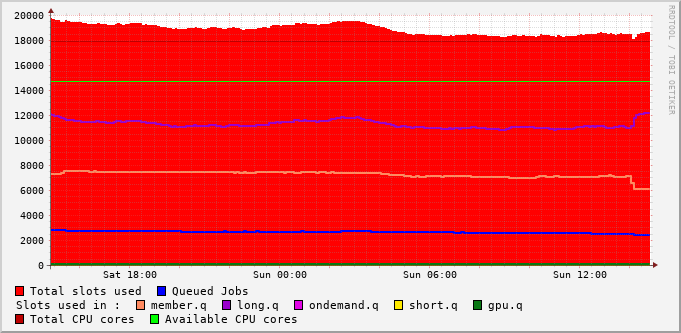 20000
18000
16000
14000
12000
10000
8000
6000
4000
2000
0
Sat 18:00 Sun 00:00 Sun 06:00 Sun 12:00
RRDTOOL / TOBI OETIKER
Total slots used Queued Jobs
Slots used in : member.q long.q ondemand.q short.q gpu.q
Total CPU cores Available CPU cores